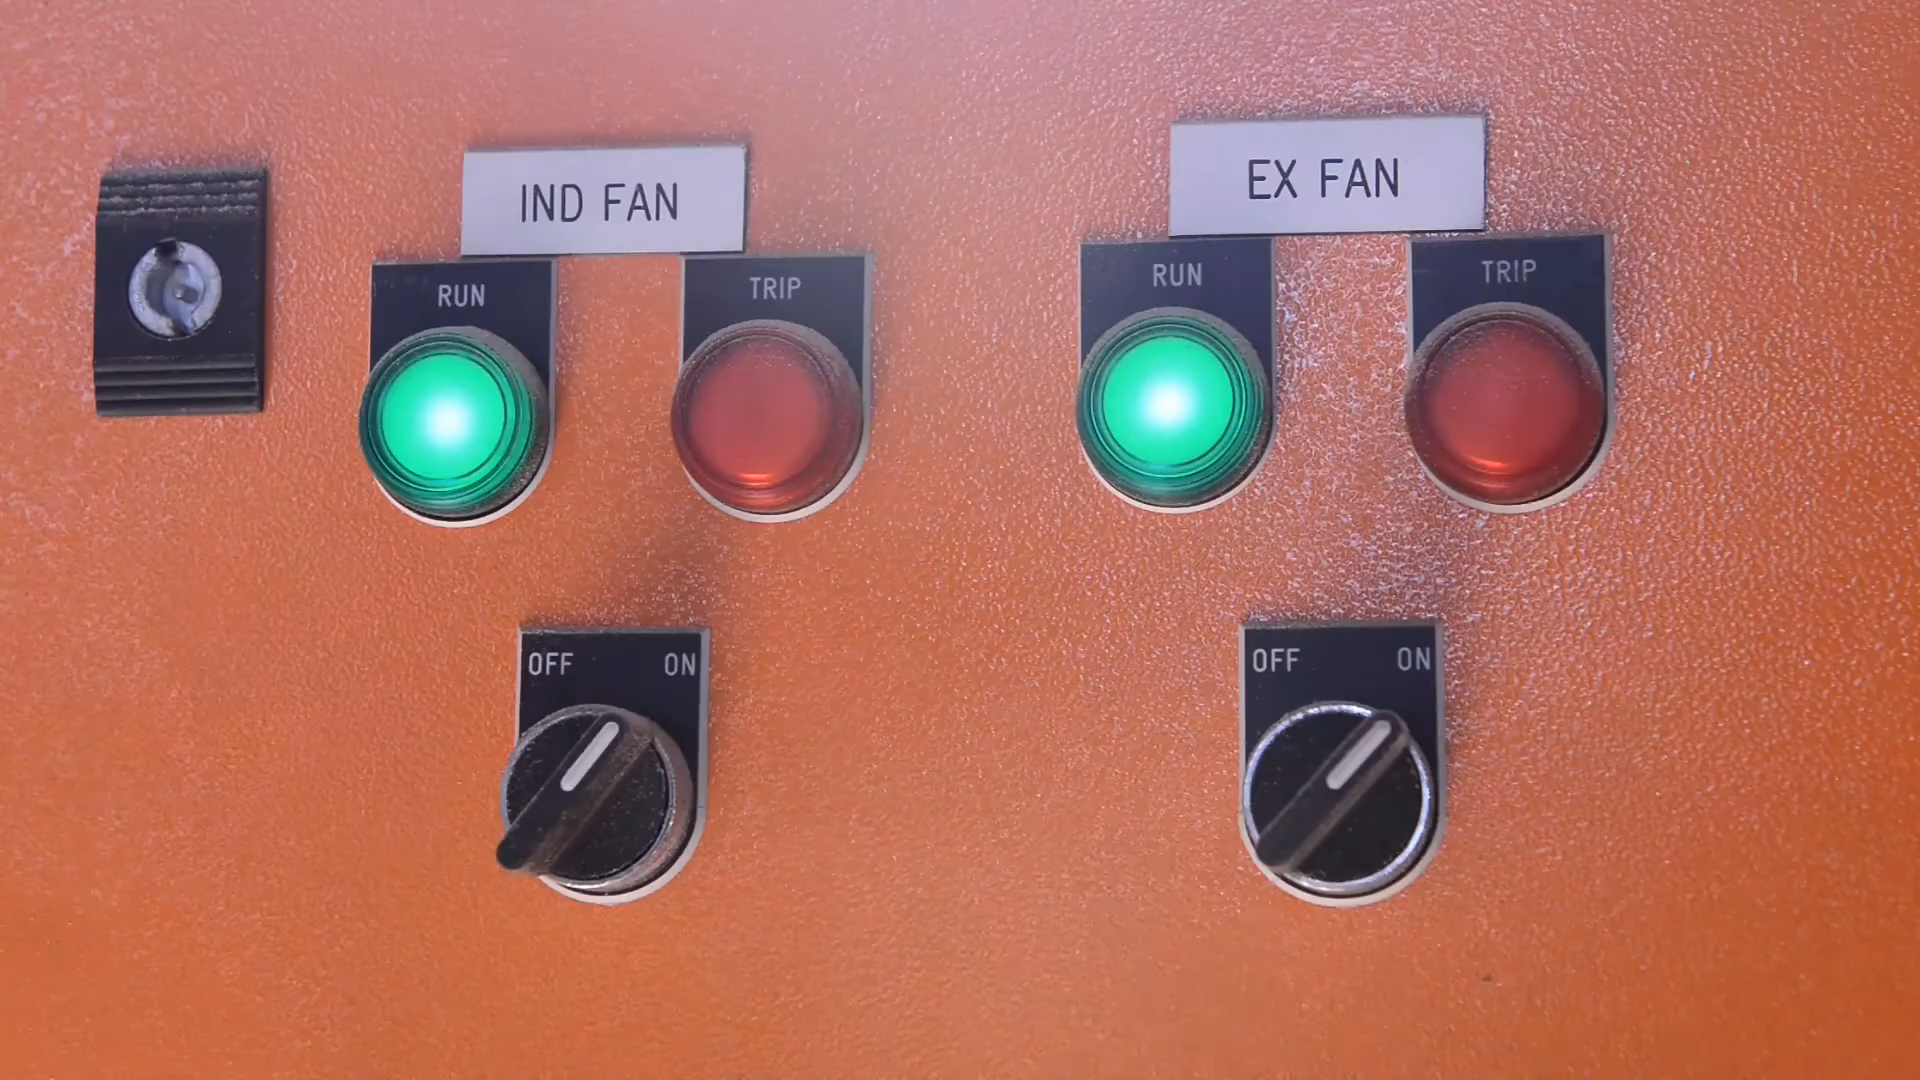 IND FAN
RUN
TRIP
OFF ON
EX FAN
RUN
TRIP
OFF ON